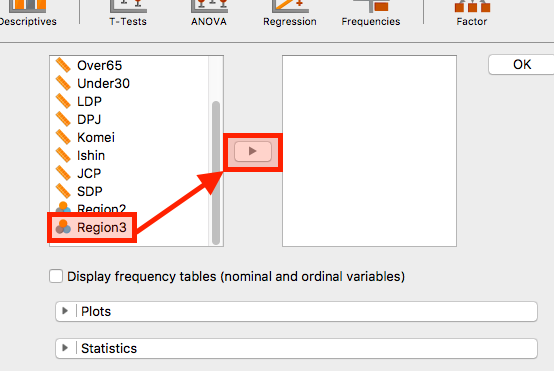 Descriptives T-Tests ANOVA Regression Frequencies Factor
Over65
Under30
LDP
DPJ
Komei
Ishin
JCP
SDP
Region2
Region3
OK
Display frequency tables (nominal and ordinal variables)
Plots
Statistics